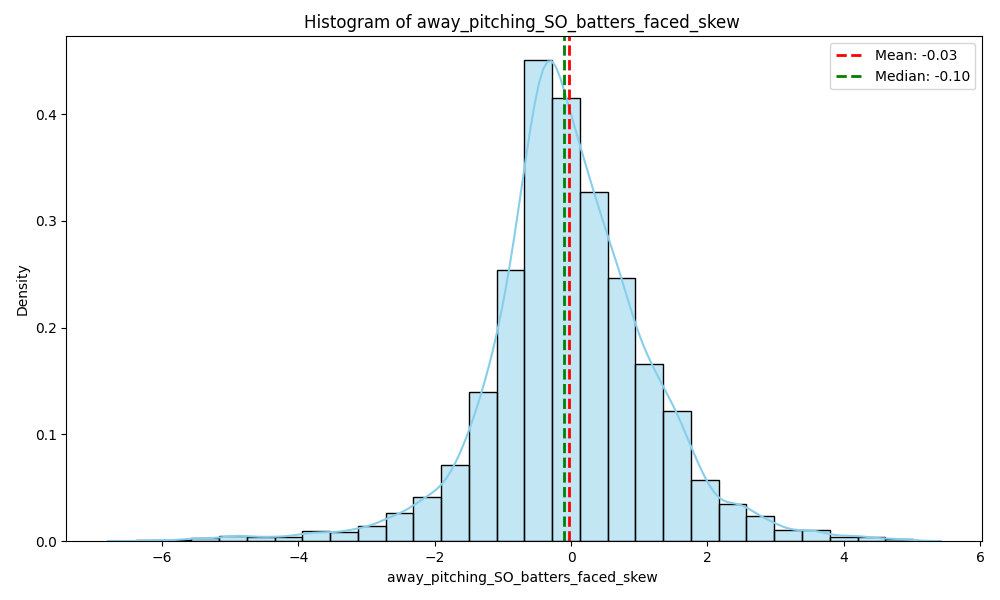 Histogram of away_pitching_SO_batters_faced_skew
Mean: -0.03
Median: -0.10
Density
0.4
0.3
0.2
0.1
0.0
−6 −4 −2 0 2 4 6
away_pitching_SO_batters_faced_skew